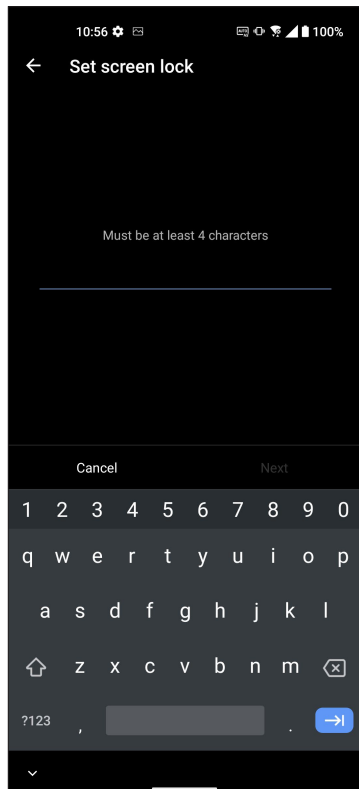 10:56 100%
Set screen lock
Must be at least 4 characters
Cancel Next
1 2 3 4 5 6 7 8 9 0
q w e r t y u i o p
a s d f g h j k l
z x c v b n m
?123 , .